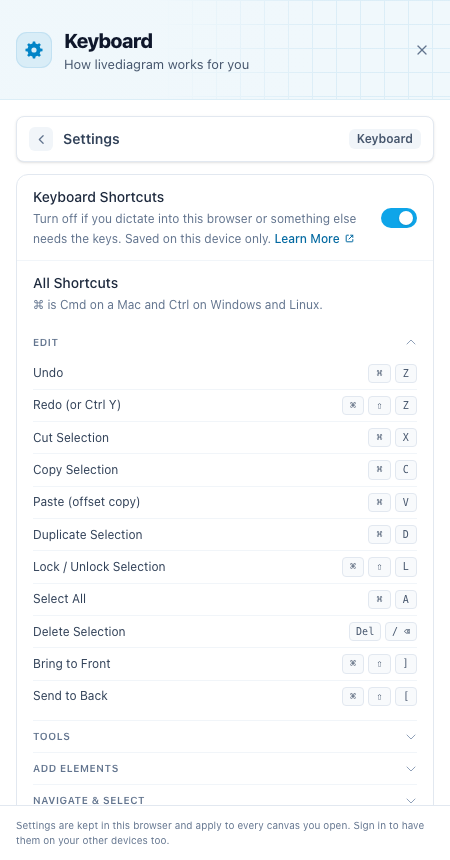 Keyboard
How livediagram works for you
Settings
Keyboard
Keyboard Shortcuts
Turn off if you dictate into this browser or something else
needs the keys. Saved on this device only. Learn More
All Shortcuts
⌘ is Cmd on a Mac and Ctrl on Windows and Linux.
EDIT
Undo ⌘ Z
Redo (or Ctrl Y) ⌘ ⇧ Z
Cut Selection ⌘ X
Copy Selection ⌘ C
Paste (offset copy) ⌘ V
Duplicate Selection ⌘ D
Lock / Unlock Selection ⌘ ⇧ L
Select All ⌘ A
Delete Selection Del / ⌫
Bring to Front ⌘ ⇧ ]
Send to Back ⌘ ⇧ [
TOOLS
ADD ELEMENTS
NAVIGATE & SELECT
Settings are kept in this browser and apply to every canvas you open. Sign in to have
them on your other devices too.